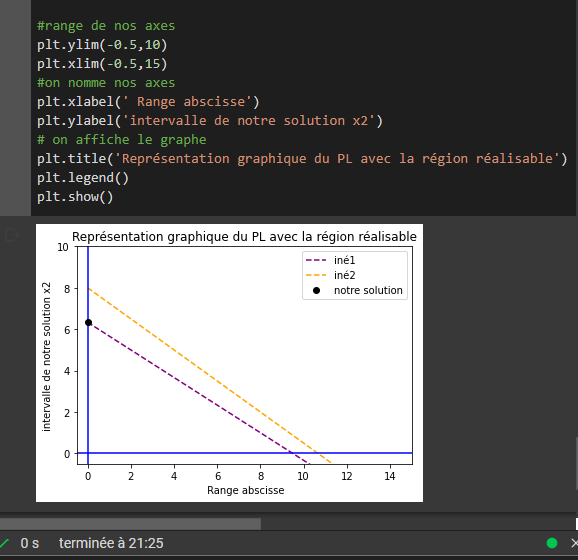 #range de nos axes
plt.ylim(-0.5,10)
plt.xlim(-0.5,15)
#on nomme nos axes
plt.xlabel(' Range abscisse')
plt.ylabel('intervalle de notre solution x2')
# on affiche le graphe
plt.title('Représentation graphique du PL avec la région réalisable')
plt.legend()
plt.show()
Représentation graphique du PL avec la région réalisable
iné1
iné2
notre solution
intervalle de notre solution x2
10
8
6
4
2
0
0 2 4 6 8 10 12 14
Range abscisse
0 s terminée à 21:25